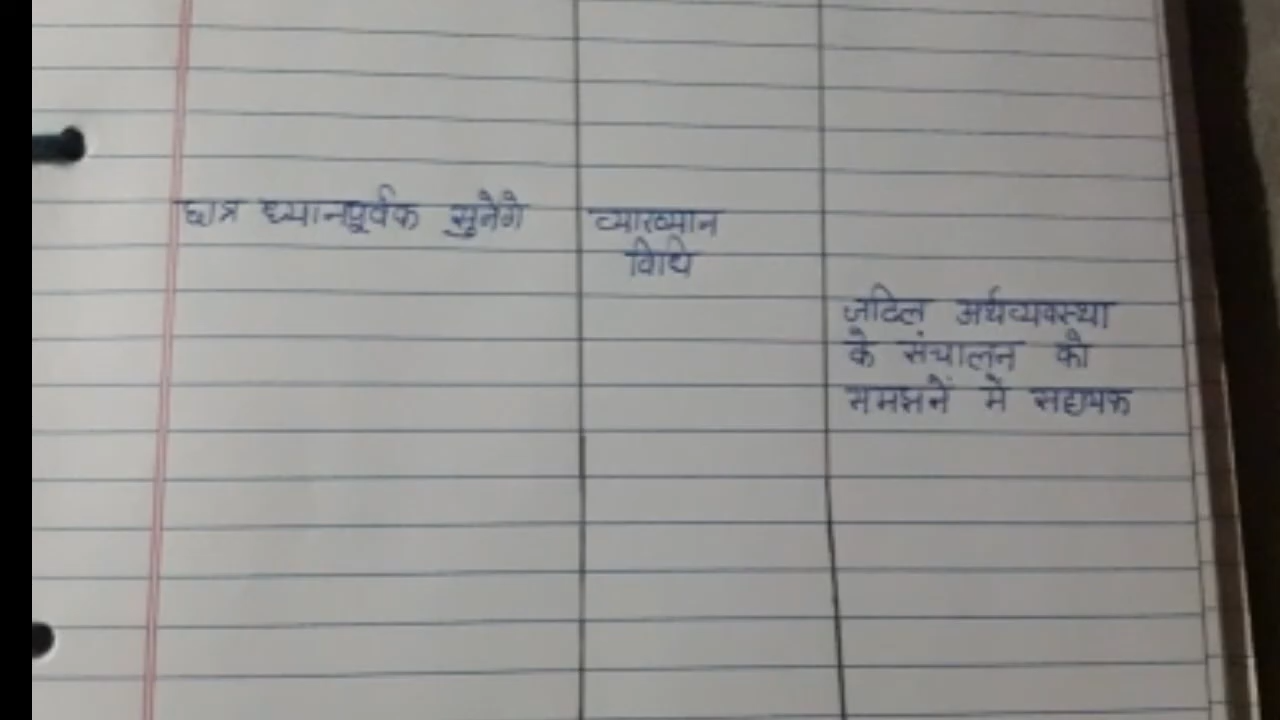 छात्र ध्यानपूर्वक सुनेगे
व्याख्यान
विधि
जटिल अर्थव्यवस्था
के संचालन को
समझनें में सहायक